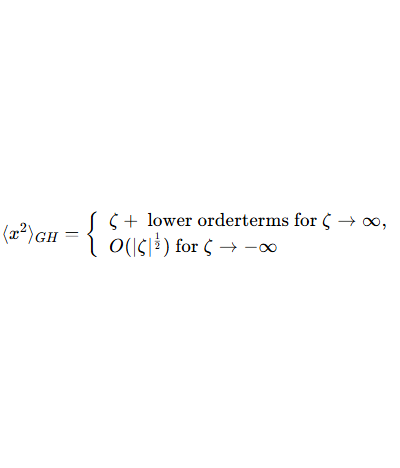 ⟨x²⟩_GH = { ζ + lower orderterms for ζ → ∞,
O(|ζ|^{1/2}) for ζ → −∞